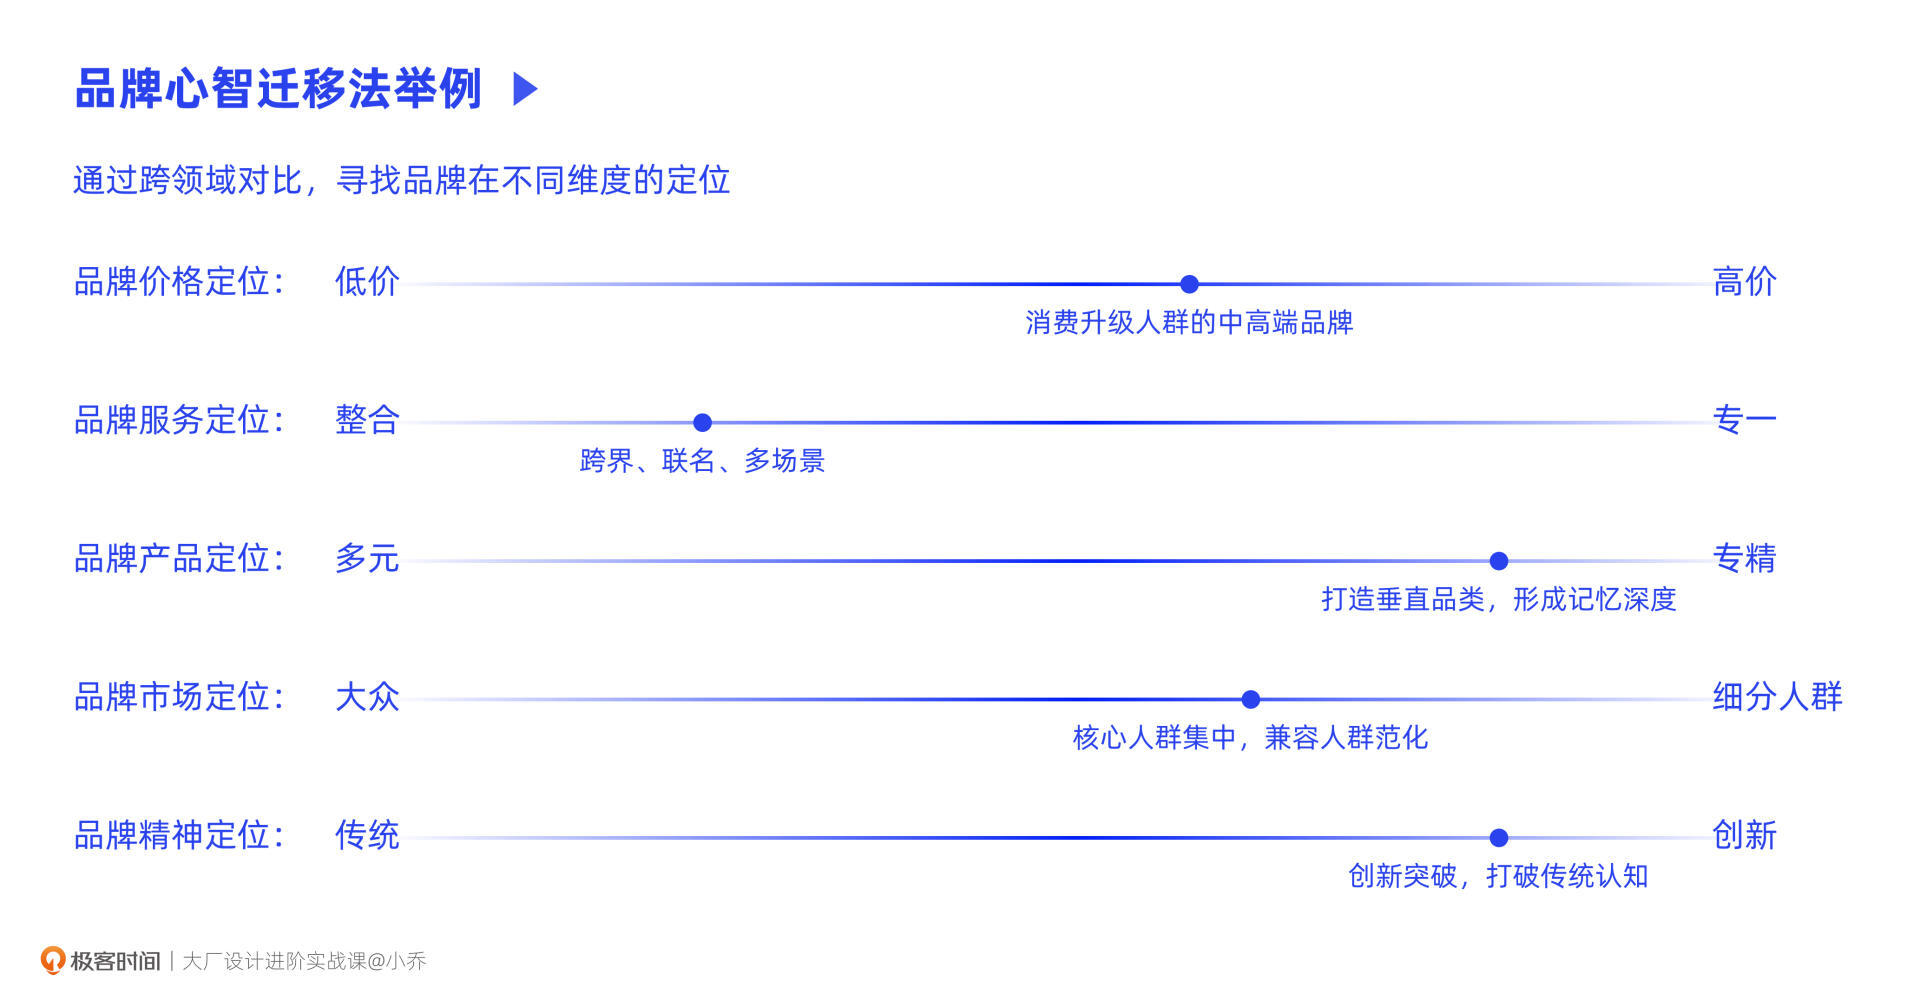 品牌心智迁移法举例
通过跨领域对比，寻找品牌在不同维度的定位
品牌价格定位： 低价 高价
消费升级人群的中高端品牌
品牌服务定位： 整合 专一
跨界、联名、多场景
品牌产品定位： 多元 专精
打造垂直品类，形成记忆深度
品牌市场定位： 大众 细分人群
核心人群集中，兼容人群范化
品牌精神定位： 传统 创新
创新突破，打破传统认知
极客时间 | 大厂设计进阶实战课@小乔